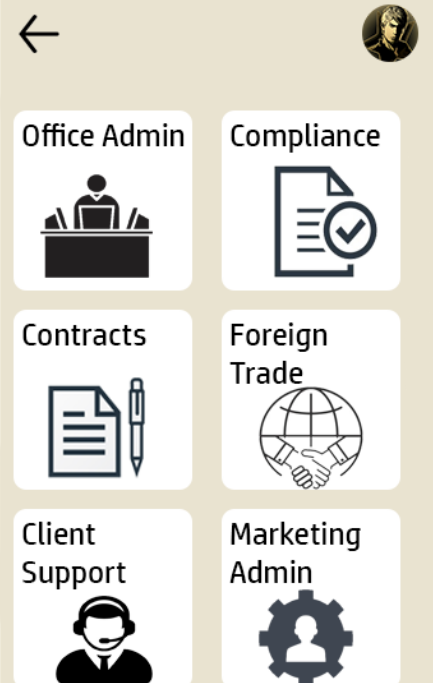 Office Admin
Compliance
Contracts
Foreign
Trade
Client
Support
Marketing
Admin